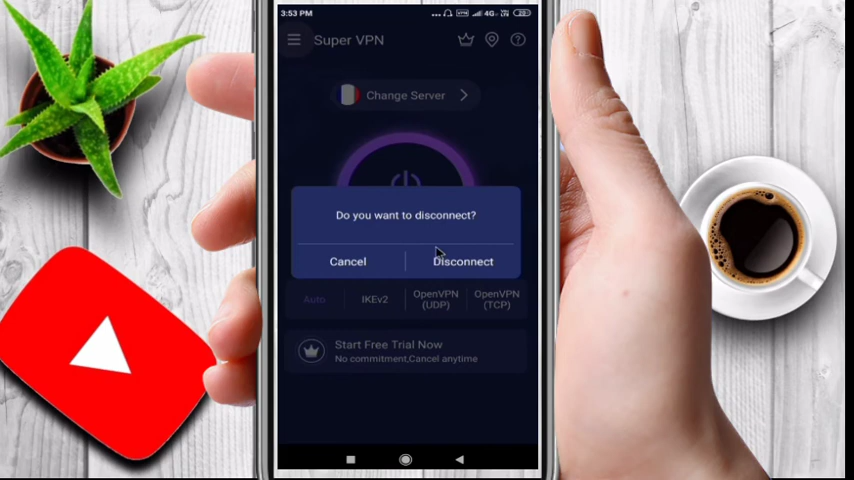 3:53 PM
4G
Super VPN
Change Server
Do you want to disconnect?
Cancel
Disconnect
Auto
IKEv2
OpenVPN
(UDP)
OpenVPN
(TCP)
Start Free Trial Now
No commitment,Cancel anytime